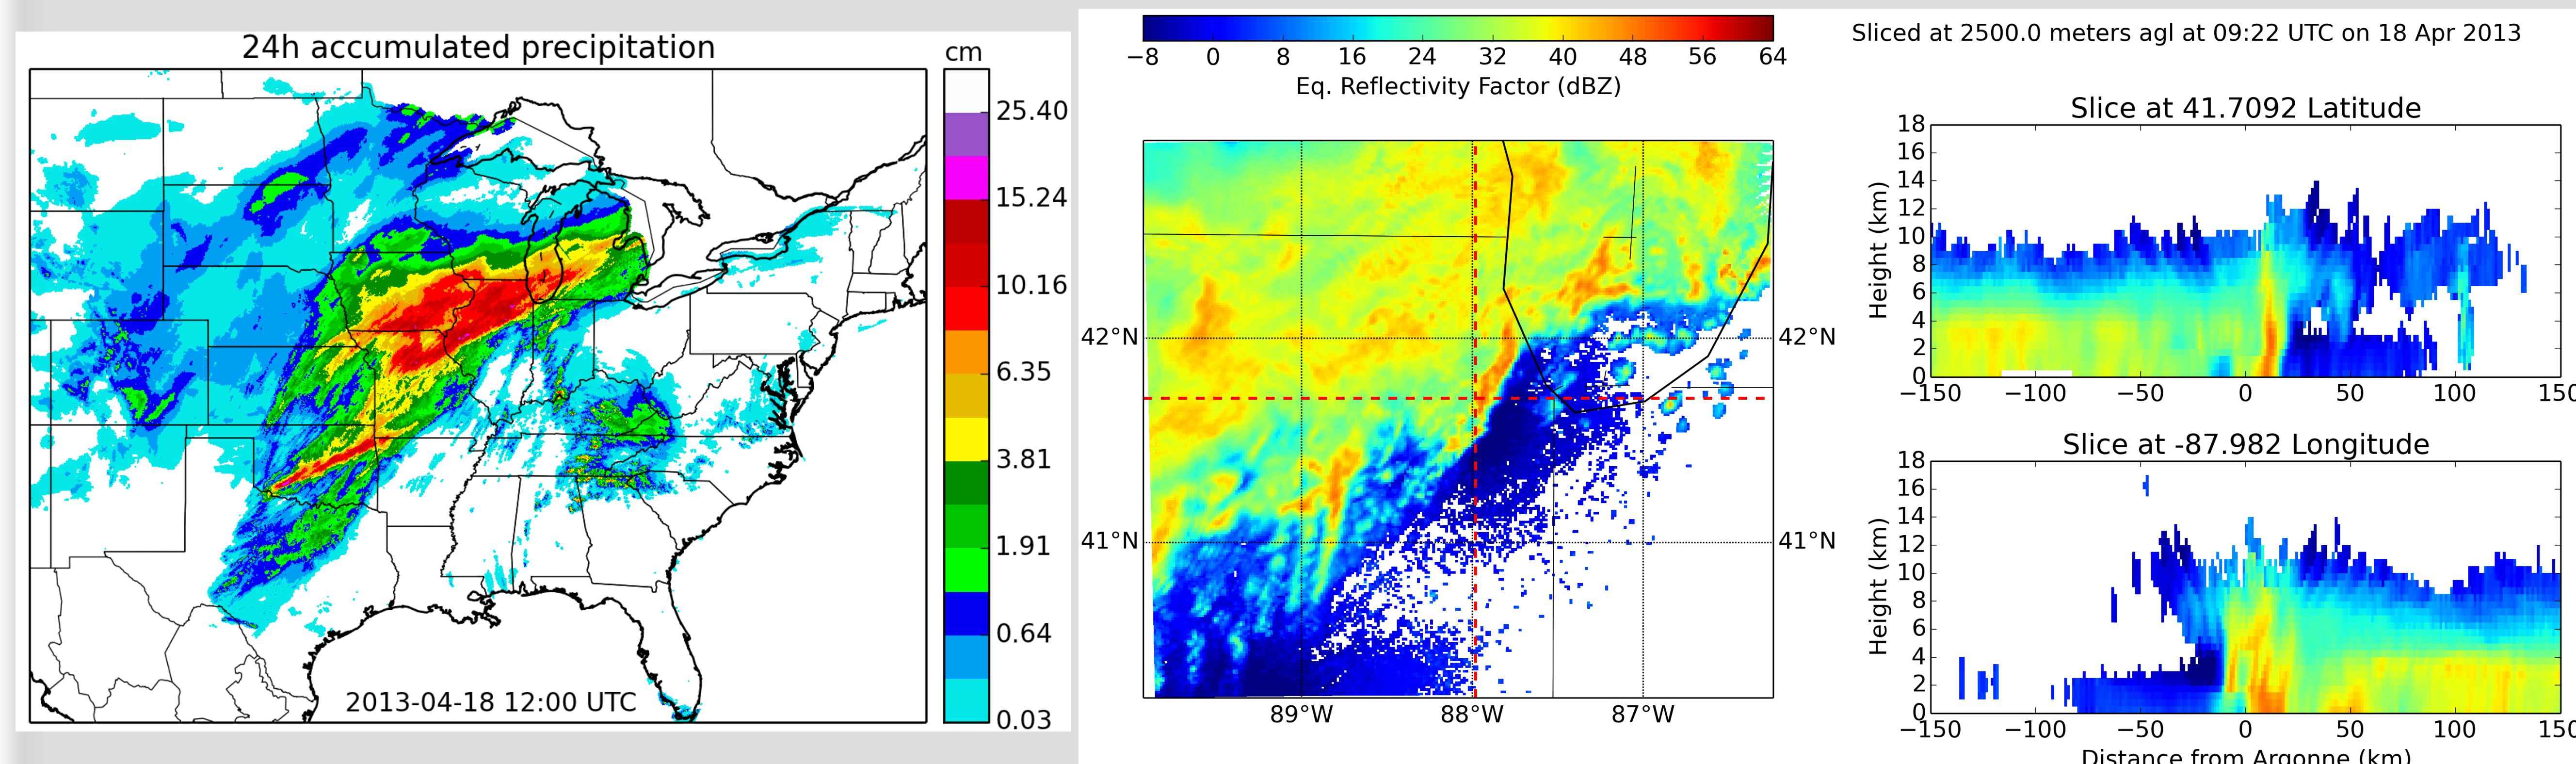 24h accumulated precipitation
cm
25.40
15.24
10.16
6.35
3.81
1.91
0.64
0.03
2013-04-18 12:00 UTC
−8 0 8 16 24 32 40 48 56 64
Eq. Reflectivity Factor (dBZ)
42°N 42°N
41°N 41°N
89°W 88°W 87°W
Sliced at 2500.0 meters agl at 09:22 UTC on 18 Apr 2013
Slice at 41.7092 Latitude
Height (km)
18
16
14
12
10
8
6
4
2
0
−150 −100 −50 0 50 100 150
Slice at -87.982 Longitude
Height (km)
18
16
14
12
10
8
6
4
2
0
−150 −100 −50 0 50 100 150
Distance from Argonne (km)